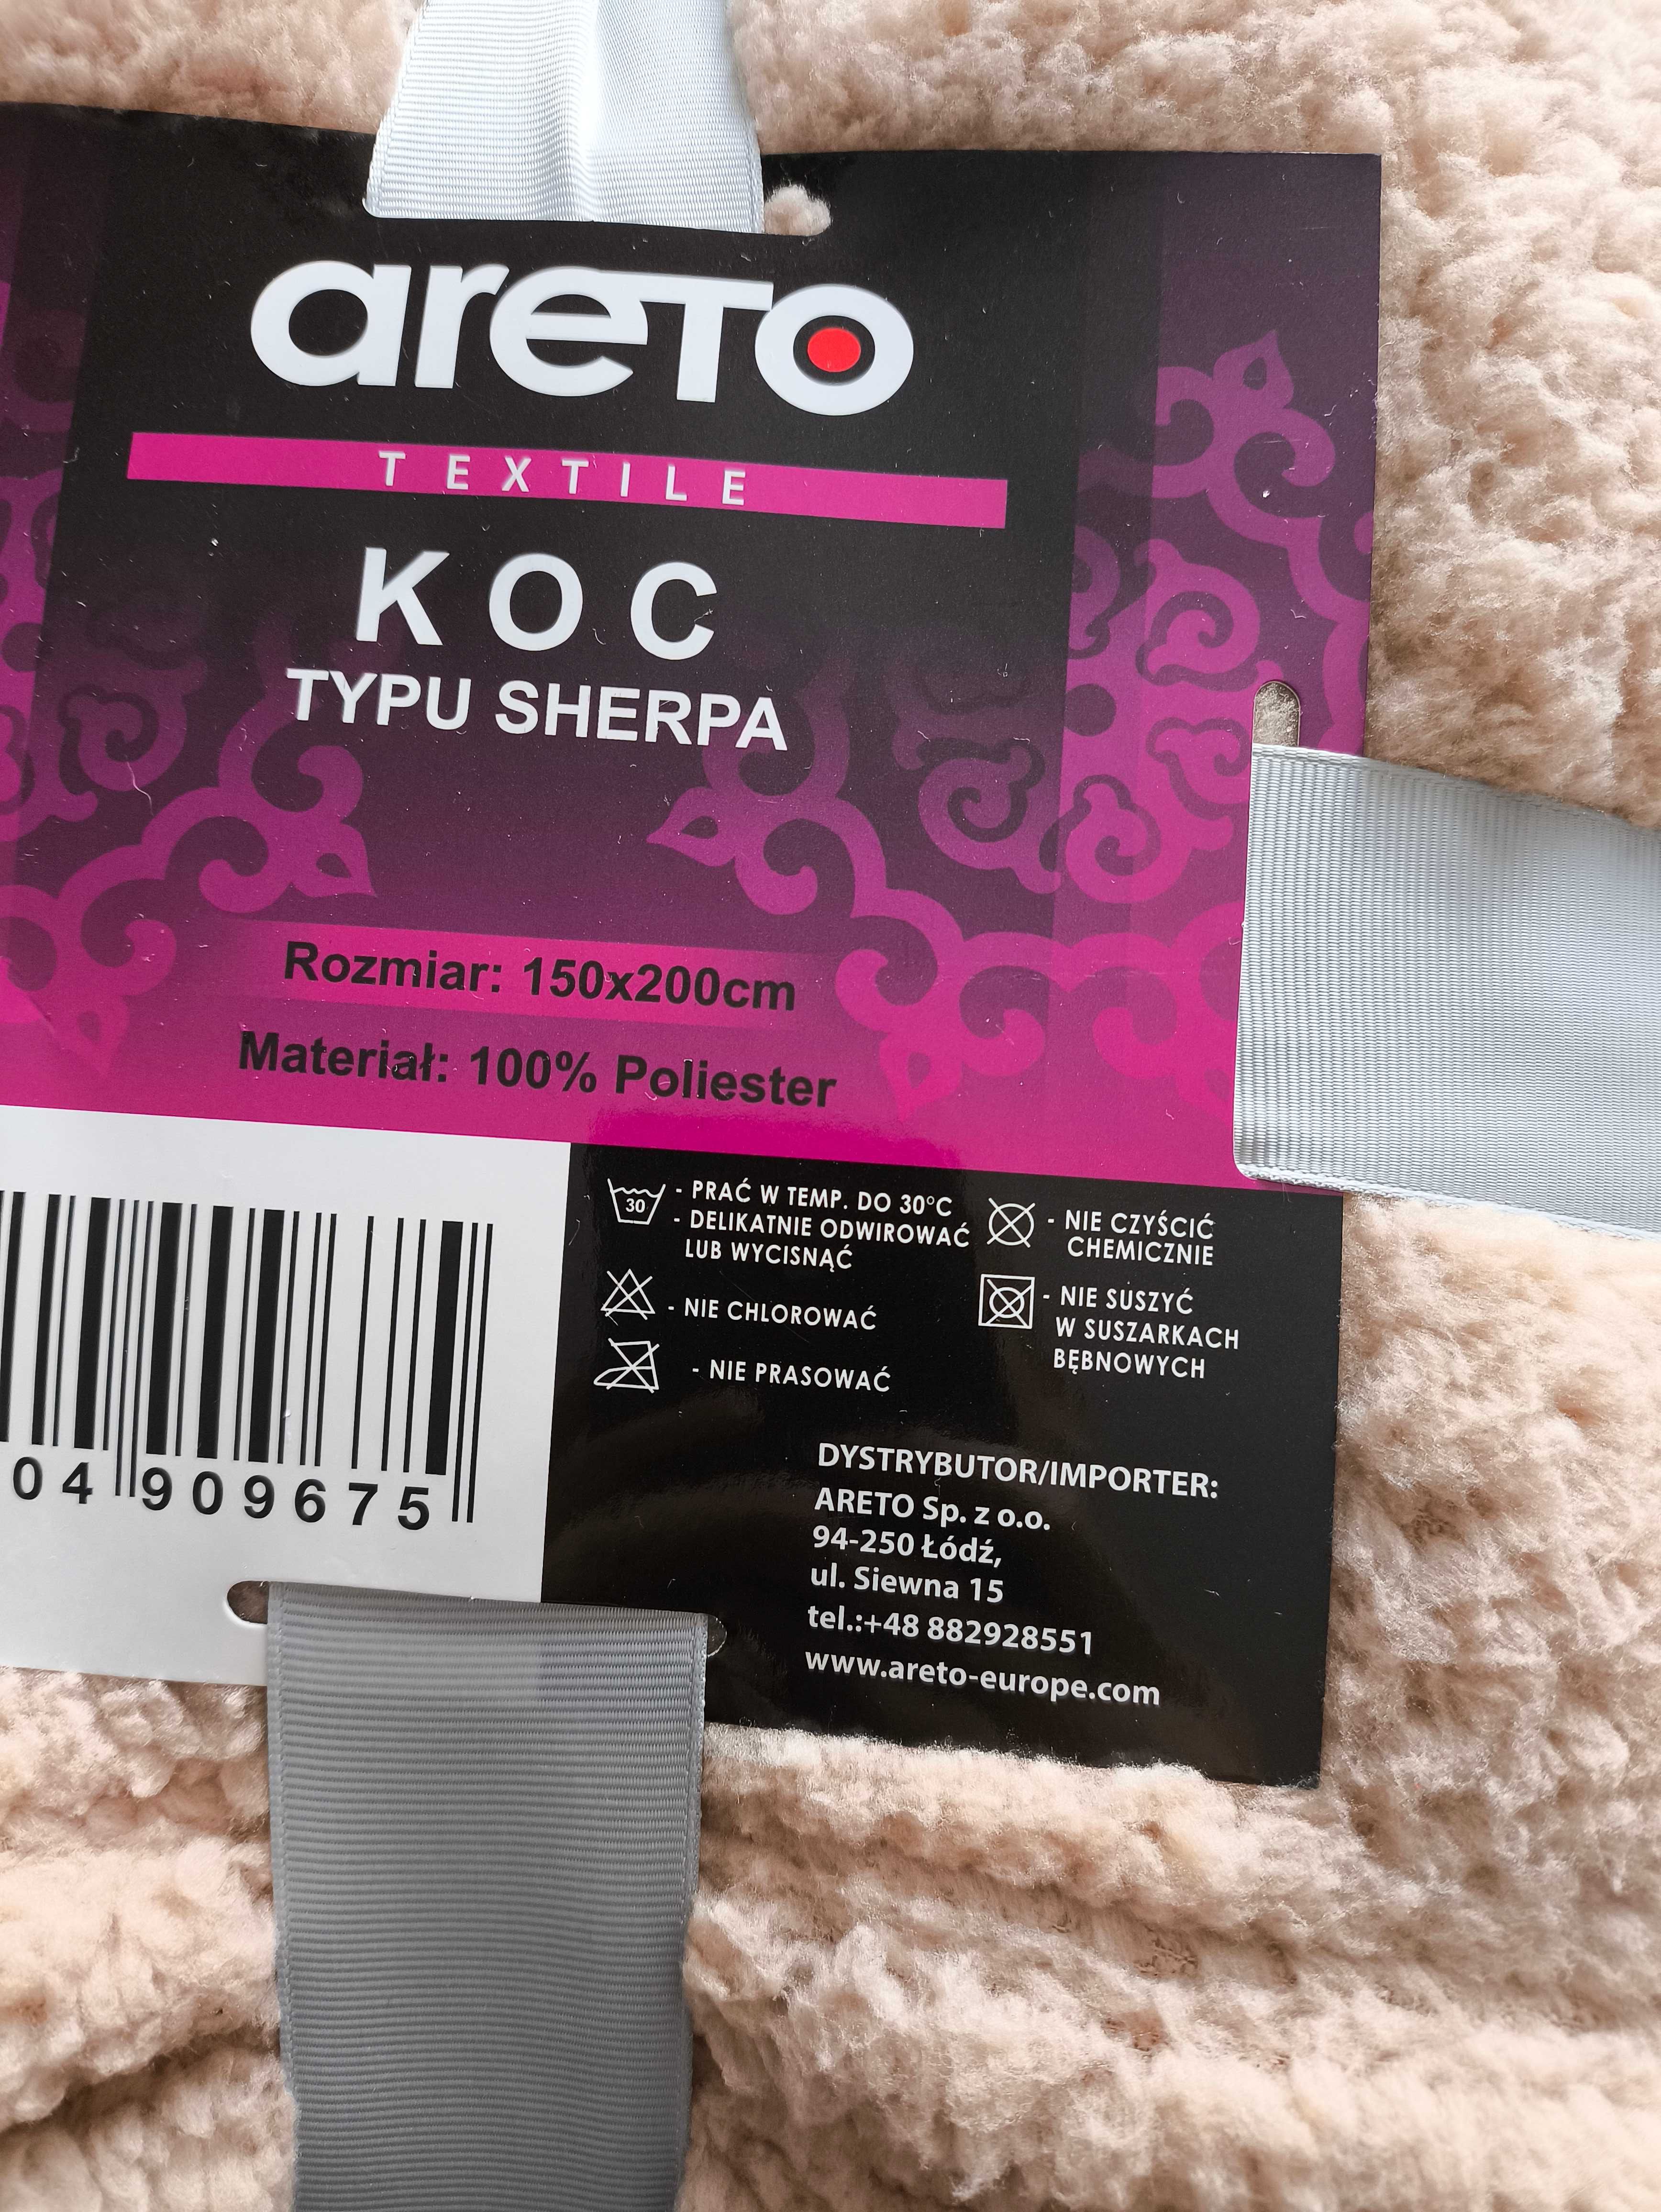 areto
TEXTILE
KOC
TYPU SHERPA
Rozmiar: 150x200cm
Materiał: 100% Poliester
30
- PRAĆ W TEMP. DO 30°C
- DELIKATNIE ODWIROWAĆ
LUB WYCISNĄĆ
- NIE CHLOROWAĆ
- NIE PRASOWAĆ
- NIE CZYŚCIĆ
CHEMICZNIE
- NIE SUSZYĆ
W SUSZARKACH
BĘBNOWYCH
04 909675
DYSTRYBUTOR/IMPORTER:
ARETO Sp. z o.o.
94-250 Łódź,
ul. Siewna 15
tel.:+48 882928551
www.areto-europe.com